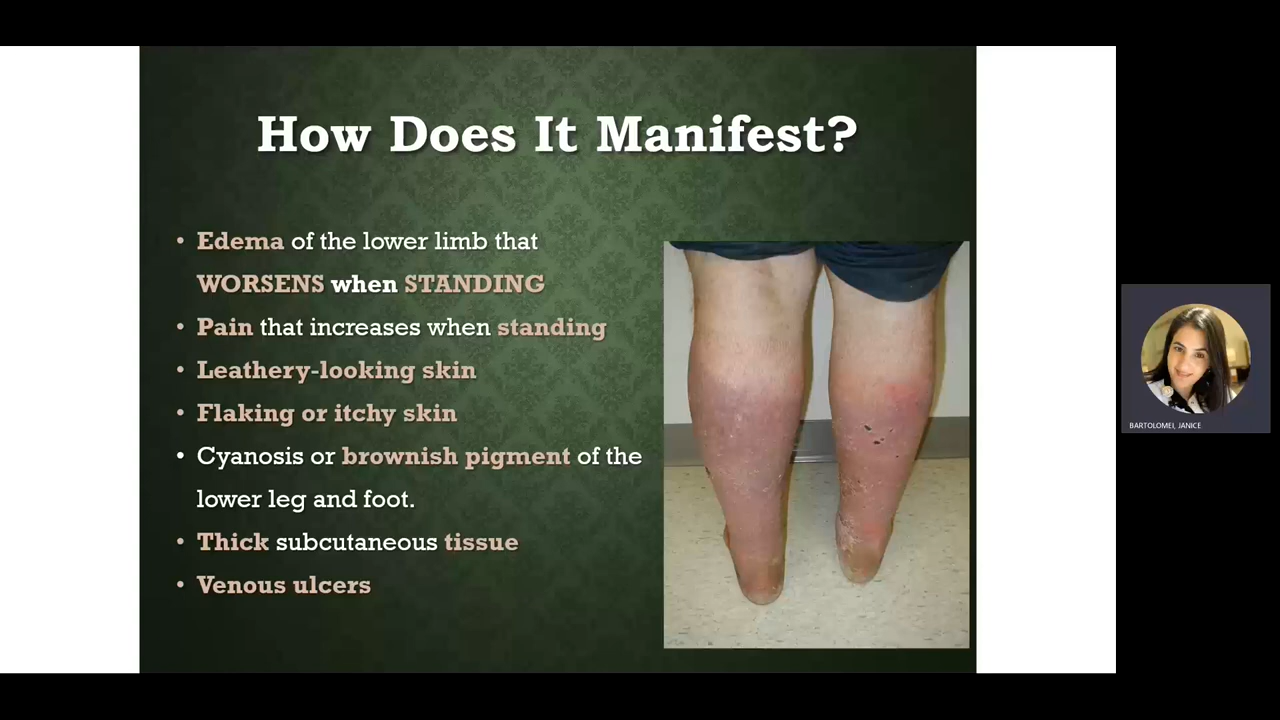 How Does It Manifest?
• Edema of the lower limb that
WORSENS when STANDING
• Pain that increases when standing
• Leathery-looking skin
• Flaking or itchy skin
• Cyanosis or brownish pigment of the
lower leg and foot.
• Thick subcutaneous tissue
• Venous ulcers
BARTOLOMEI, JANICE